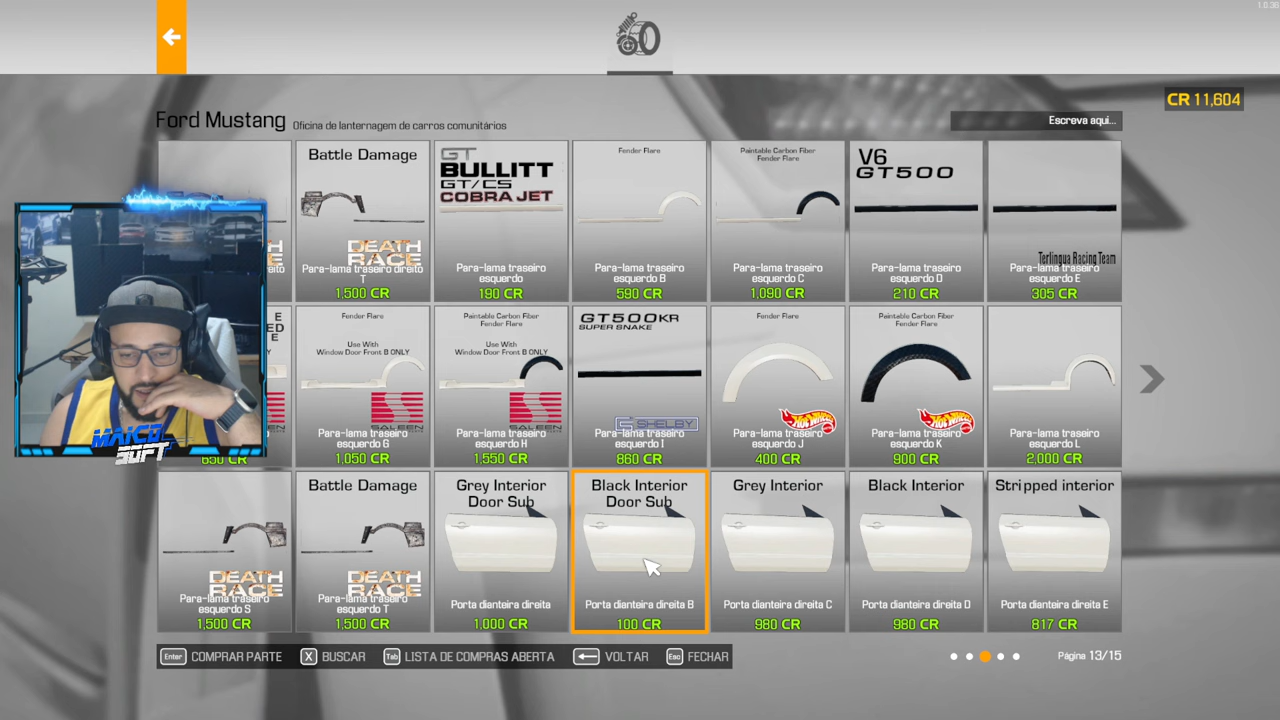 1.0.36
CR 11,604
Ford Mustang Oficina de lanternagem de carros comunitários
Escreva aqui...
Battle Damage
DEATH
RACE
Para-lama traseiro direito
T
1,500 CR
GT
BULLITT
GT/CS
COBRA JET
Para-lama traseiro
esquerdo
190 CR
Fender Flare
Para-lama traseiro
esquerdo B
590 CR
Paintable Carbon Fiber
Fender Flare
Para-lama traseiro
esquerdo C
1,090 CR
V6
GT500
Para-lama traseiro
esquerdo D
210 CR
Terlingua Racing Team
Para-lama traseiro
esquerdo E
305 CR
650 CR
Fender Flare
Use With
Window Door Front B ONLY
SALEEN
Para-lama traseiro
esquerdo G
1,050 CR
Paintable Carbon Fiber
Fender Flare
Use With
Window Door Front B ONLY
SALEEN
Para-lama traseiro
esquerdo H
1,550 CR
GT500KR
SUPER SNAKE
SHELBY
Para-lama traseiro
esquerdo I
860 CR
Fender Flare
Hot Wheels
Para-lama traseiro
esquerdo J
400 CR
Paintable Carbon Fiber
Fender Flare
Hot Wheels
Para-lama traseiro
esquerdo K
900 CR
Para-lama traseiro
esquerdo L
2,000 CR
MAICO
SOFT
DEATH
RACE
Para-lama traseiro
esquerdo S
1,500 CR
Battle Damage
DEATH
RACE
Para-lama traseiro
esquerdo T
1,500 CR
Grey Interior
Door Sub
Porta dianteira direita
1,000 CR
Black Interior
Door Sub
Porta dianteira direita B
100 CR
Grey Interior
Porta dianteira direita C
980 CR
Black Interior
Porta dianteira direita D
980 CR
Stripped interior
Porta dianteira direita E
817 CR
Enter COMPRAR PARTE X BUSCAR Tab LISTA DE COMPRAS ABERTA VOLTAR Esc FECHAR
Página 13/15